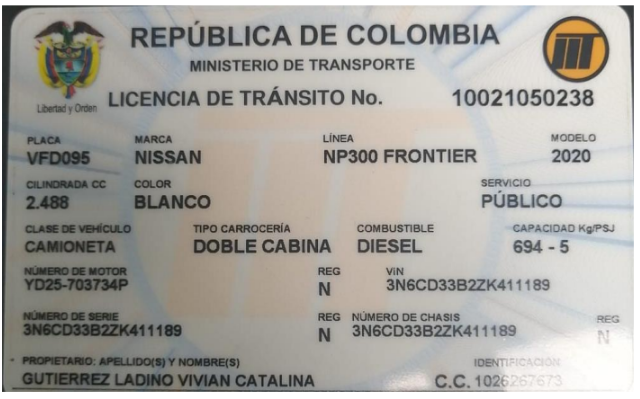 REPÚBLICA DE COLOMBIA
MINISTERIO DE TRANSPORTE
Libertad y Orden
LICENCIA DE TRÁNSITO No. 10021050238
PLACA MARCA LÍNEA MODELO
VFD095 NISSAN NP300 FRONTIER 2020
CILINDRADA CC COLOR SERVICIO
2.488 BLANCO PÚBLICO
CLASE DE VEHÍCULO TIPO CARROCERÍA COMBUSTIBLE CAPACIDAD Kg/PSJ
CAMIONETA DOBLE CABINA DIESEL 694 - 5
NÚMERO DE MOTOR REG VIN
YD25-703734P N 3N6CD33B2ZK411189
NÚMERO DE SERIE REG NÚMERO DE CHASIS REG
3N6CD33B2ZK411189 N 3N6CD33B2ZK411189 N
PROPIETARIO: APELLIDO(S) Y NOMBRE(S) IDENTIFICACIÓN
GUTIERREZ LADINO VIVIAN CATALINA C.C. 1026267673